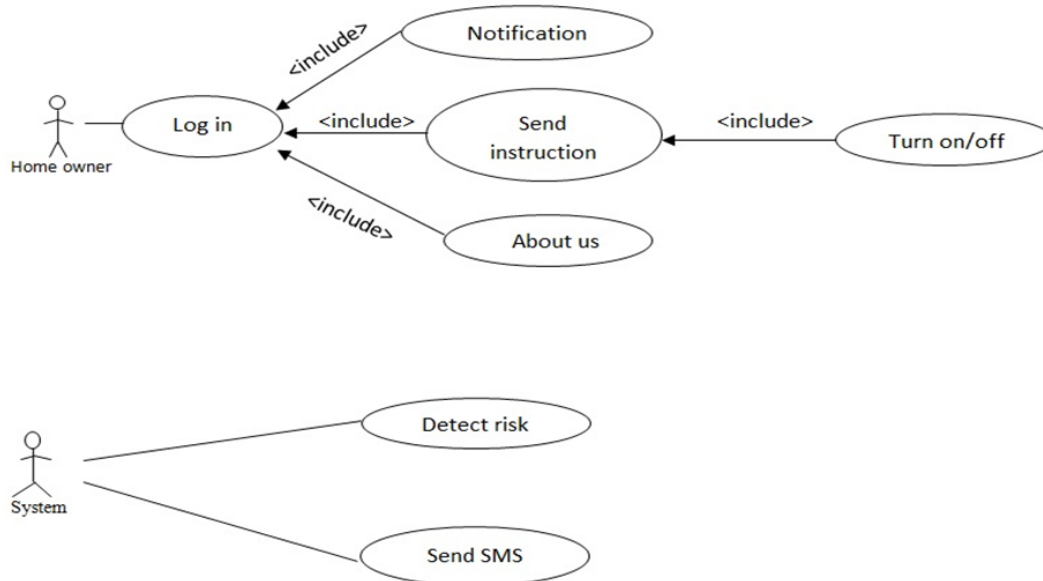 Notification
<include>
Log in
<include>
Send
instruction
<include>
Turn on/off
Home owner
<include>
About us
Detect risk
System
Send SMS